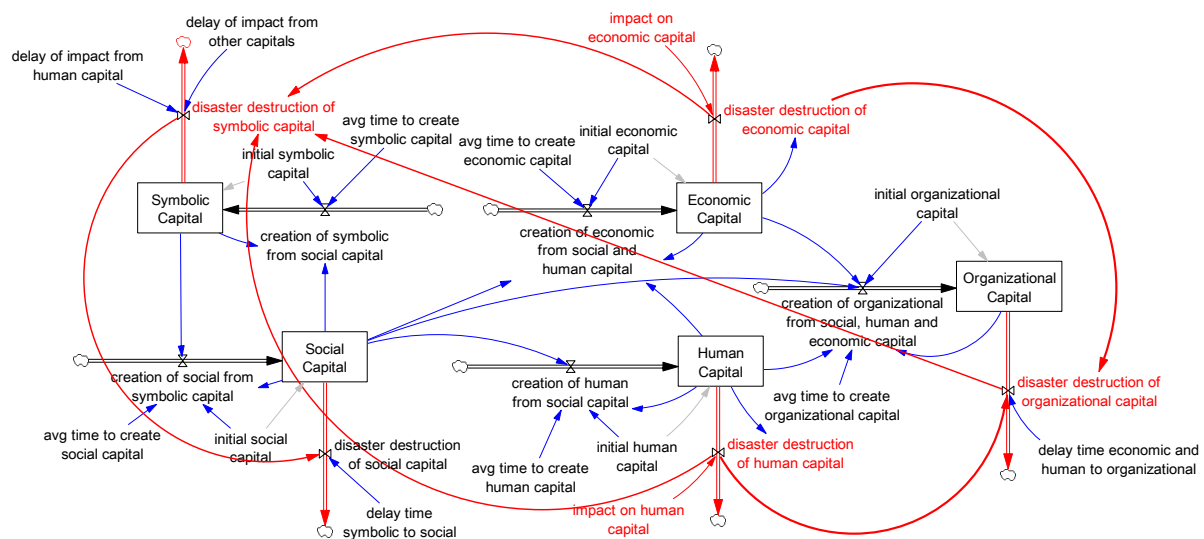 delay of impact from
other capitals
delay of impact from
human capital
impact on
economic capital
disaster destruction of
symbolic capital
disaster destruction of
economic capital
avg time to create
symbolic capital
initial symbolic
capital
avg time to create
economic capital
initial economic
capital
Symbolic
Capital
Economic
Capital
initial organizational
capital
creation of symbolic
from social capital
creation of economic
from social and
human capital
Organizational
Capital
creation of organizational
from social, human and
economic capital
Social
Capital
Human
Capital
creation of social from
symbolic capital
creation of human
from social capital
avg time to create
organizational capital
disaster destruction of
organizational capital
avg time to create
social capital
initial social
capital
disaster destruction
of social capital
avg time to create
human capital
initial human
capital
disaster destruction
of human capital
delay time economic and
human to organizational
delay time
symbolic to social
impact on human
capital